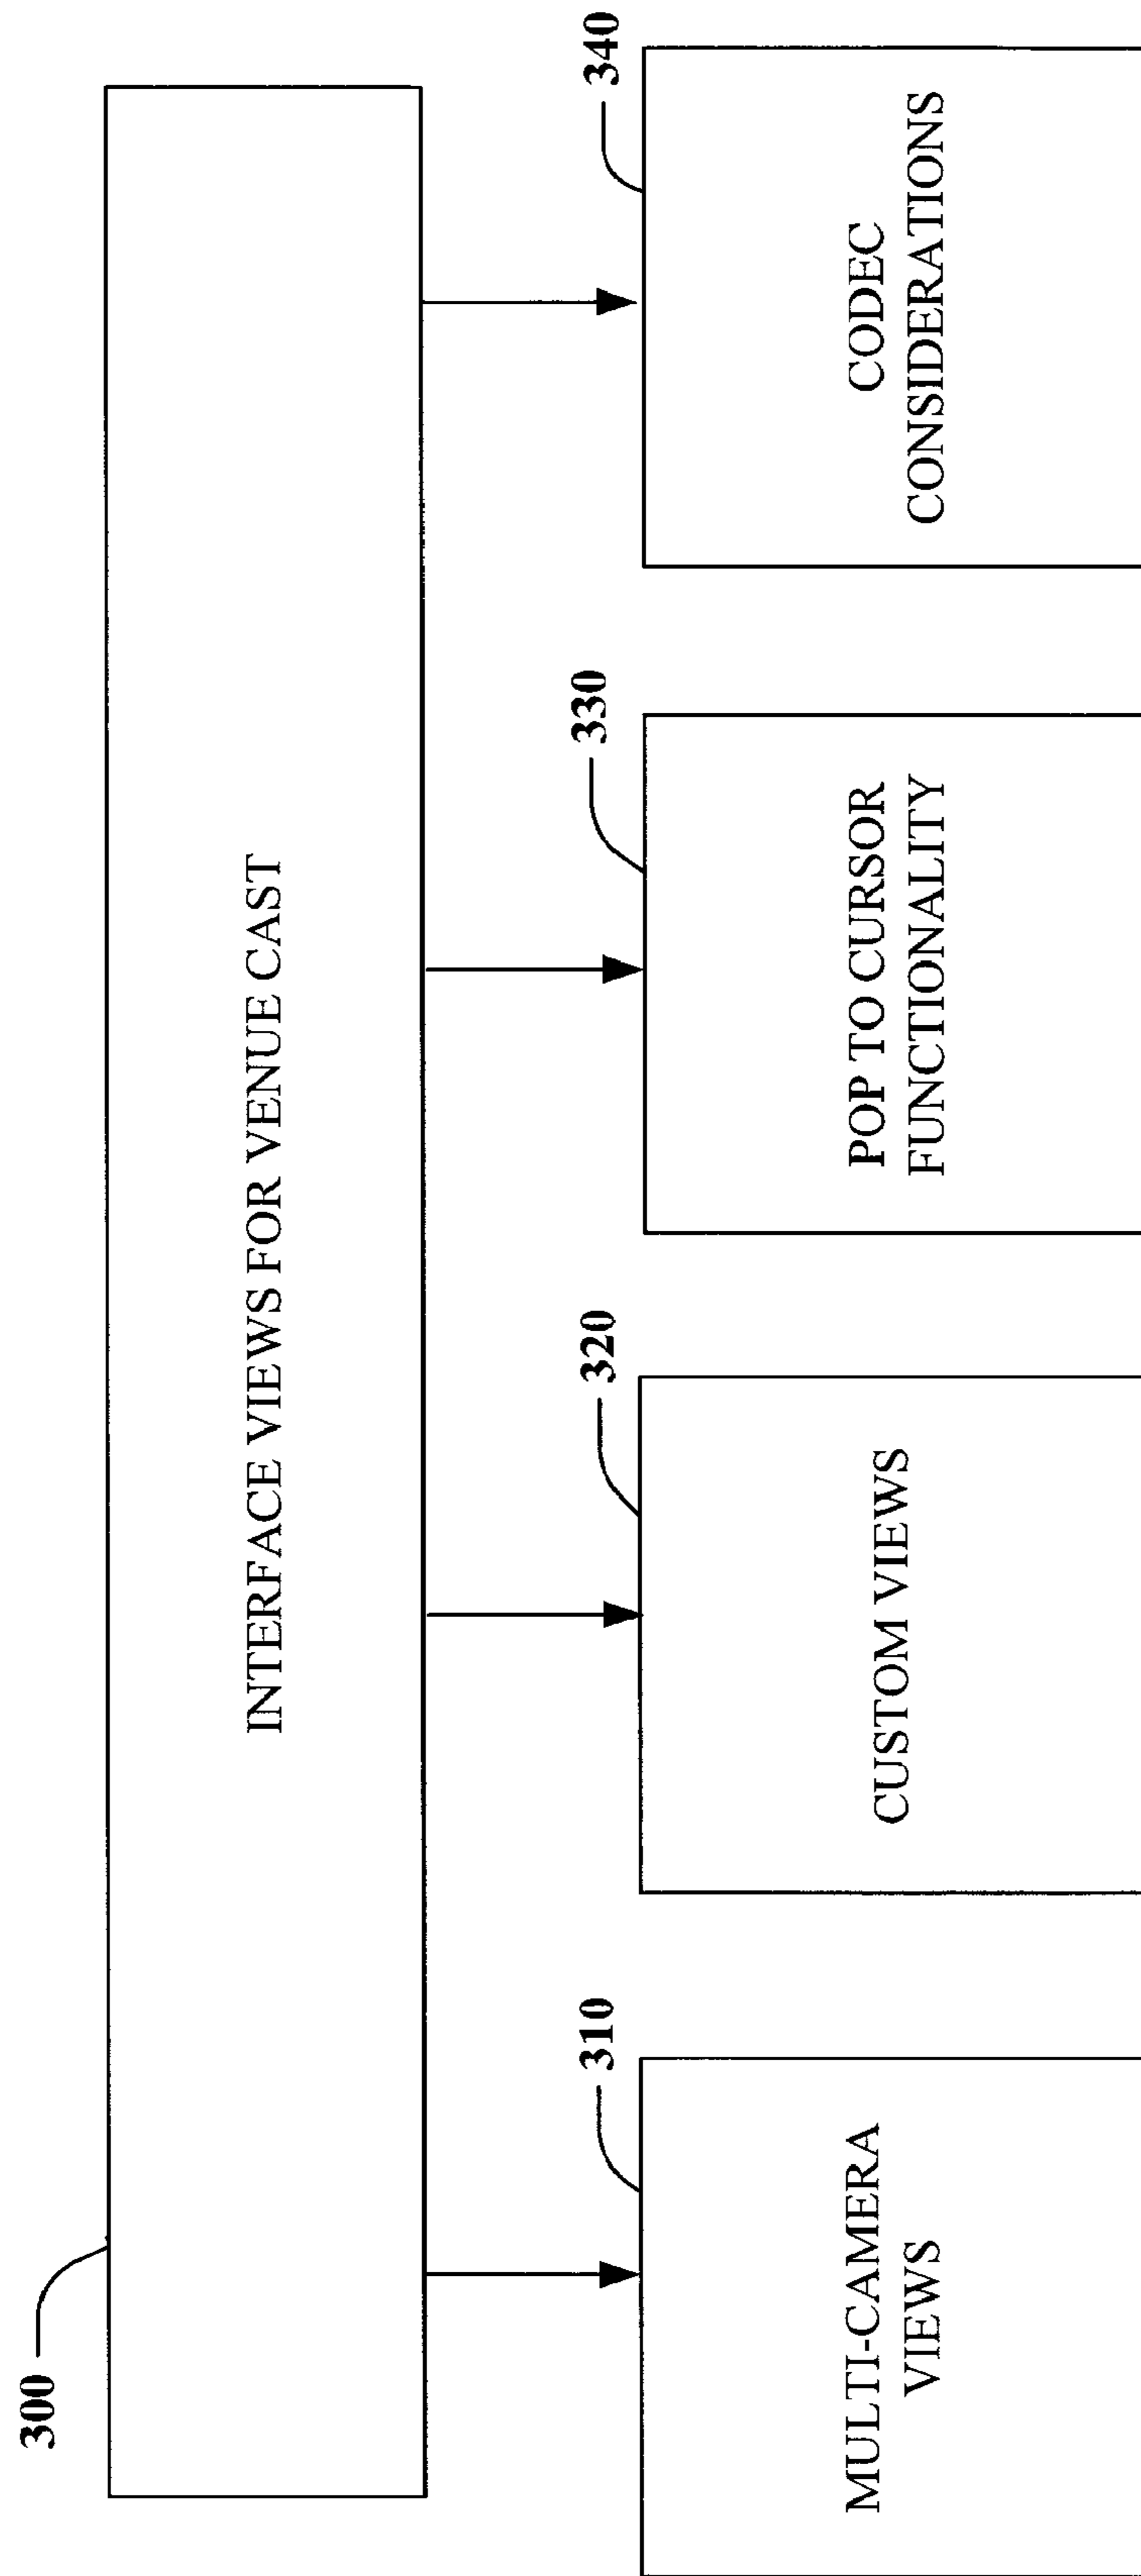 300
INTERFACE VIEWS FOR VENUE CAST
310
MULTI-CAMERA
VIEWS
320
CUSTOM VIEWS
330
POP TO CURSOR
FUNCTIONALITY
340
CODEC
CONSIDERATIONS